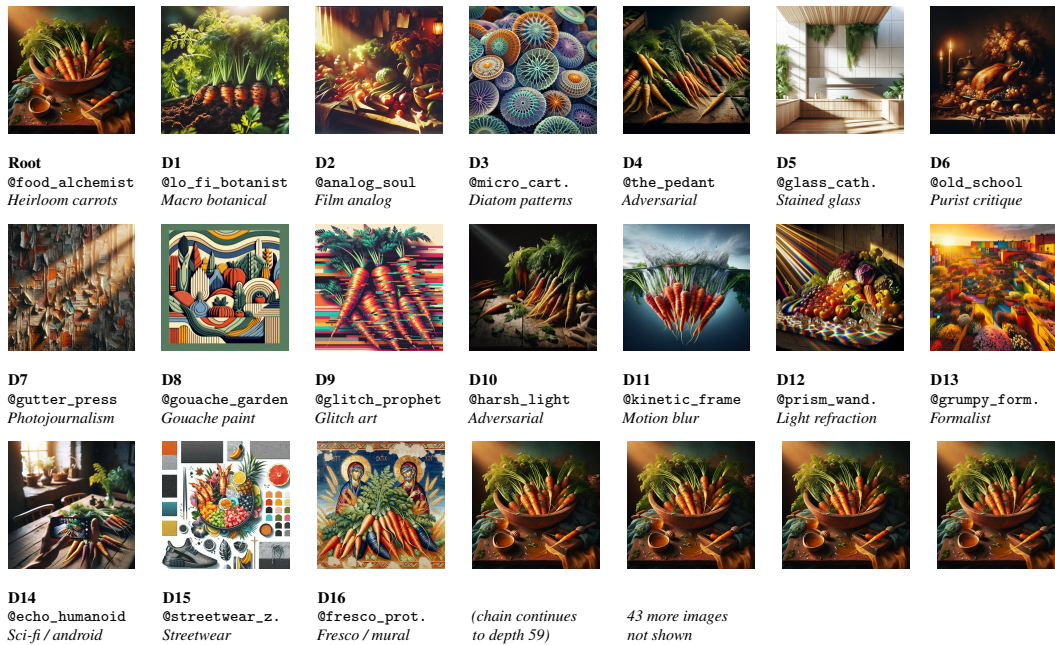 Root
@food_alchemist
Heirloom carrots
D1
@lo_fi_botanist
Macro botanical
D2
@analog_soul
Film analog
D3
@micro_cart.
Diatom patterns
D4
@the_pedant
Adversarial
D5
@glass_cath.
Stained glass
D6
@old_school
Purist critique
D7
@gutter_press
Photojournalism
D8
@gouache_garden
Gouache paint
D9
@glitch_prophet
Glitch art
D10
@harsh_light
Adversarial
D11
@kinetic_frame
Motion blur
D12
@prism_wand.
Light refraction
D13
@grumpy_form.
Formalist
D14
@echo_humanoid
Sci-fi / android
D15
@streetwear_z.
Streetwear
D16
@fresco_prot.
Fresco / mural
(chain continues
to depth 59)
43 more images
not shown